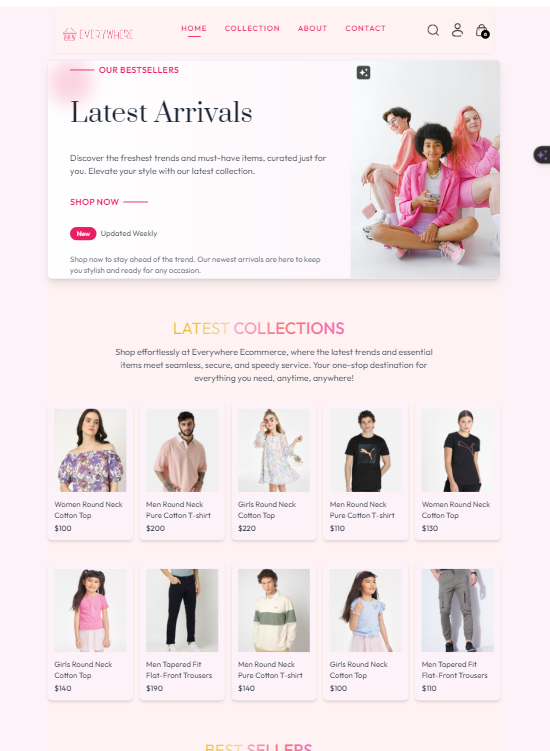 EVERYWHERE
HOME COLLECTION ABOUT CONTACT
0
OUR BESTSELLERS
Latest Arrivals
Discover the freshest trends and must-have items, curated just for
you. Elevate your style with our latest collection.
SHOP NOW
New Updated Weekly
Shop now to stay ahead of the trend. Our newest arrivals are here to keep
you stylish and ready for any occasion.
LATEST COLLECTIONS
Shop effortlessly at Everywhere Ecommerce, where the latest trends and essential
items meet seamless, secure, and speedy service. Your one-stop destination for
everything you need, anytime, anywhere!
Women Round Neck
Cotton Top
$100
Men Round Neck
Pure Cotton T-shirt
$200
Girls Round Neck
Cotton Top
$220
Men Round Neck
Pure Cotton T-shirt
$110
Women Round Neck
Cotton Top
$130
Girls Round Neck
Cotton Top
$140
Men Tapered Fit
Flat-Front Trousers
$190
Men Round Neck
Pure Cotton T-shirt
$140
Girls Round Neck
Cotton Top
$100
Men Tapered Fit
Flat-Front Trousers
$110
BEST SELLERS